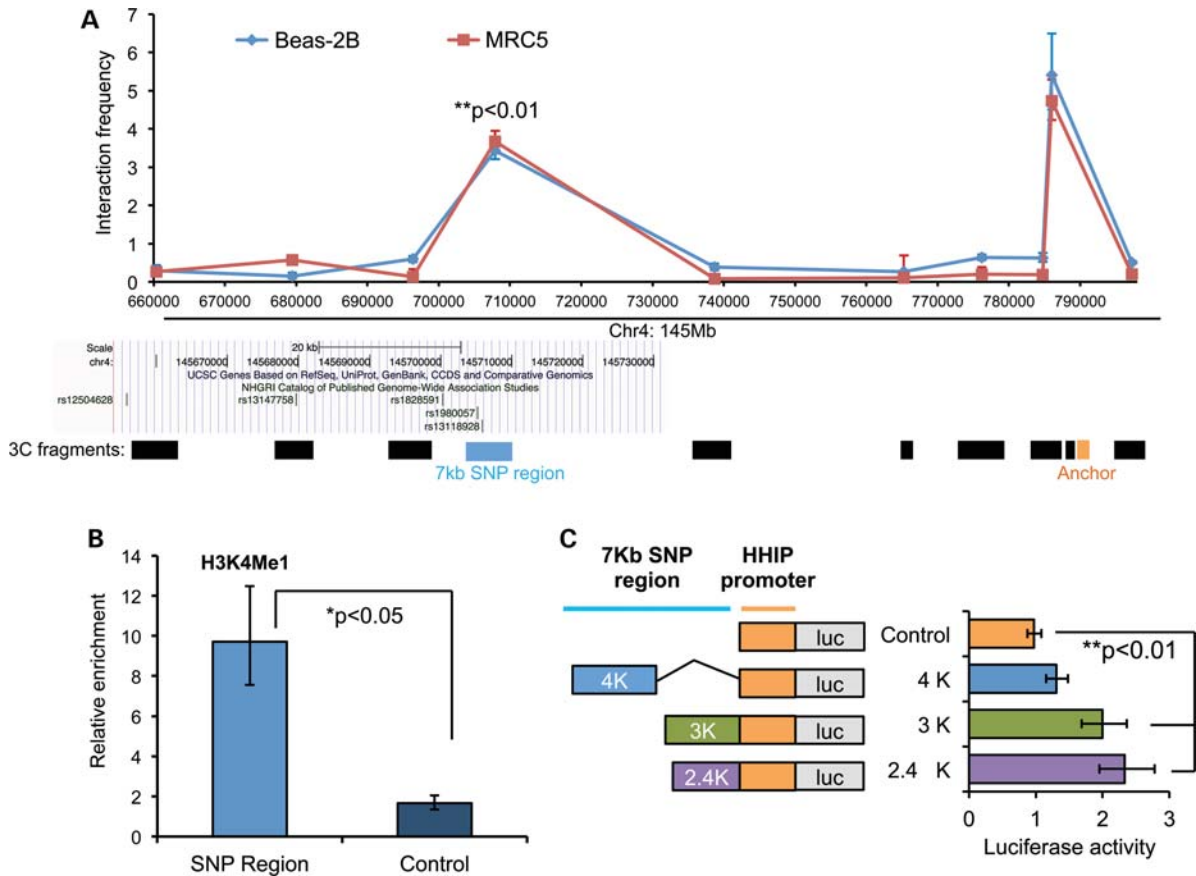 A
7
6
5
4
3
2
1
0
Interaction frequency
Beas-2B
MRC5
**p<0.01
660000 670000 680000 690000 700000 710000 720000 730000 740000 750000 760000 770000 780000 790000
Chr4: 145Mb
Scale
20 kb
chr4:
145670000 145680000 145690000 145700000 145710000 145720000 145730000
UCSC Genes Based on RefSeq, UniProt, GenBank, CCDS and Comparative Genomics
NHGRI Catalog of Published Genome-Wide Association Studies
rs12504628 rs13147758 rs1828591
rs1980057
rs13118928
3C fragments:
7kb SNP region
Anchor
B
14
12
10
8
6
4
2
0
Relative enrichment
H3K4Me1
*p<0.05
SNP Region
Control
C
7Kb SNP region
HHIP promoter
luc
4K luc
3K luc
2.4K luc
Control
4 K
3 K
2.4 K
**p<0.01
0 1 2 3
Luciferase activity